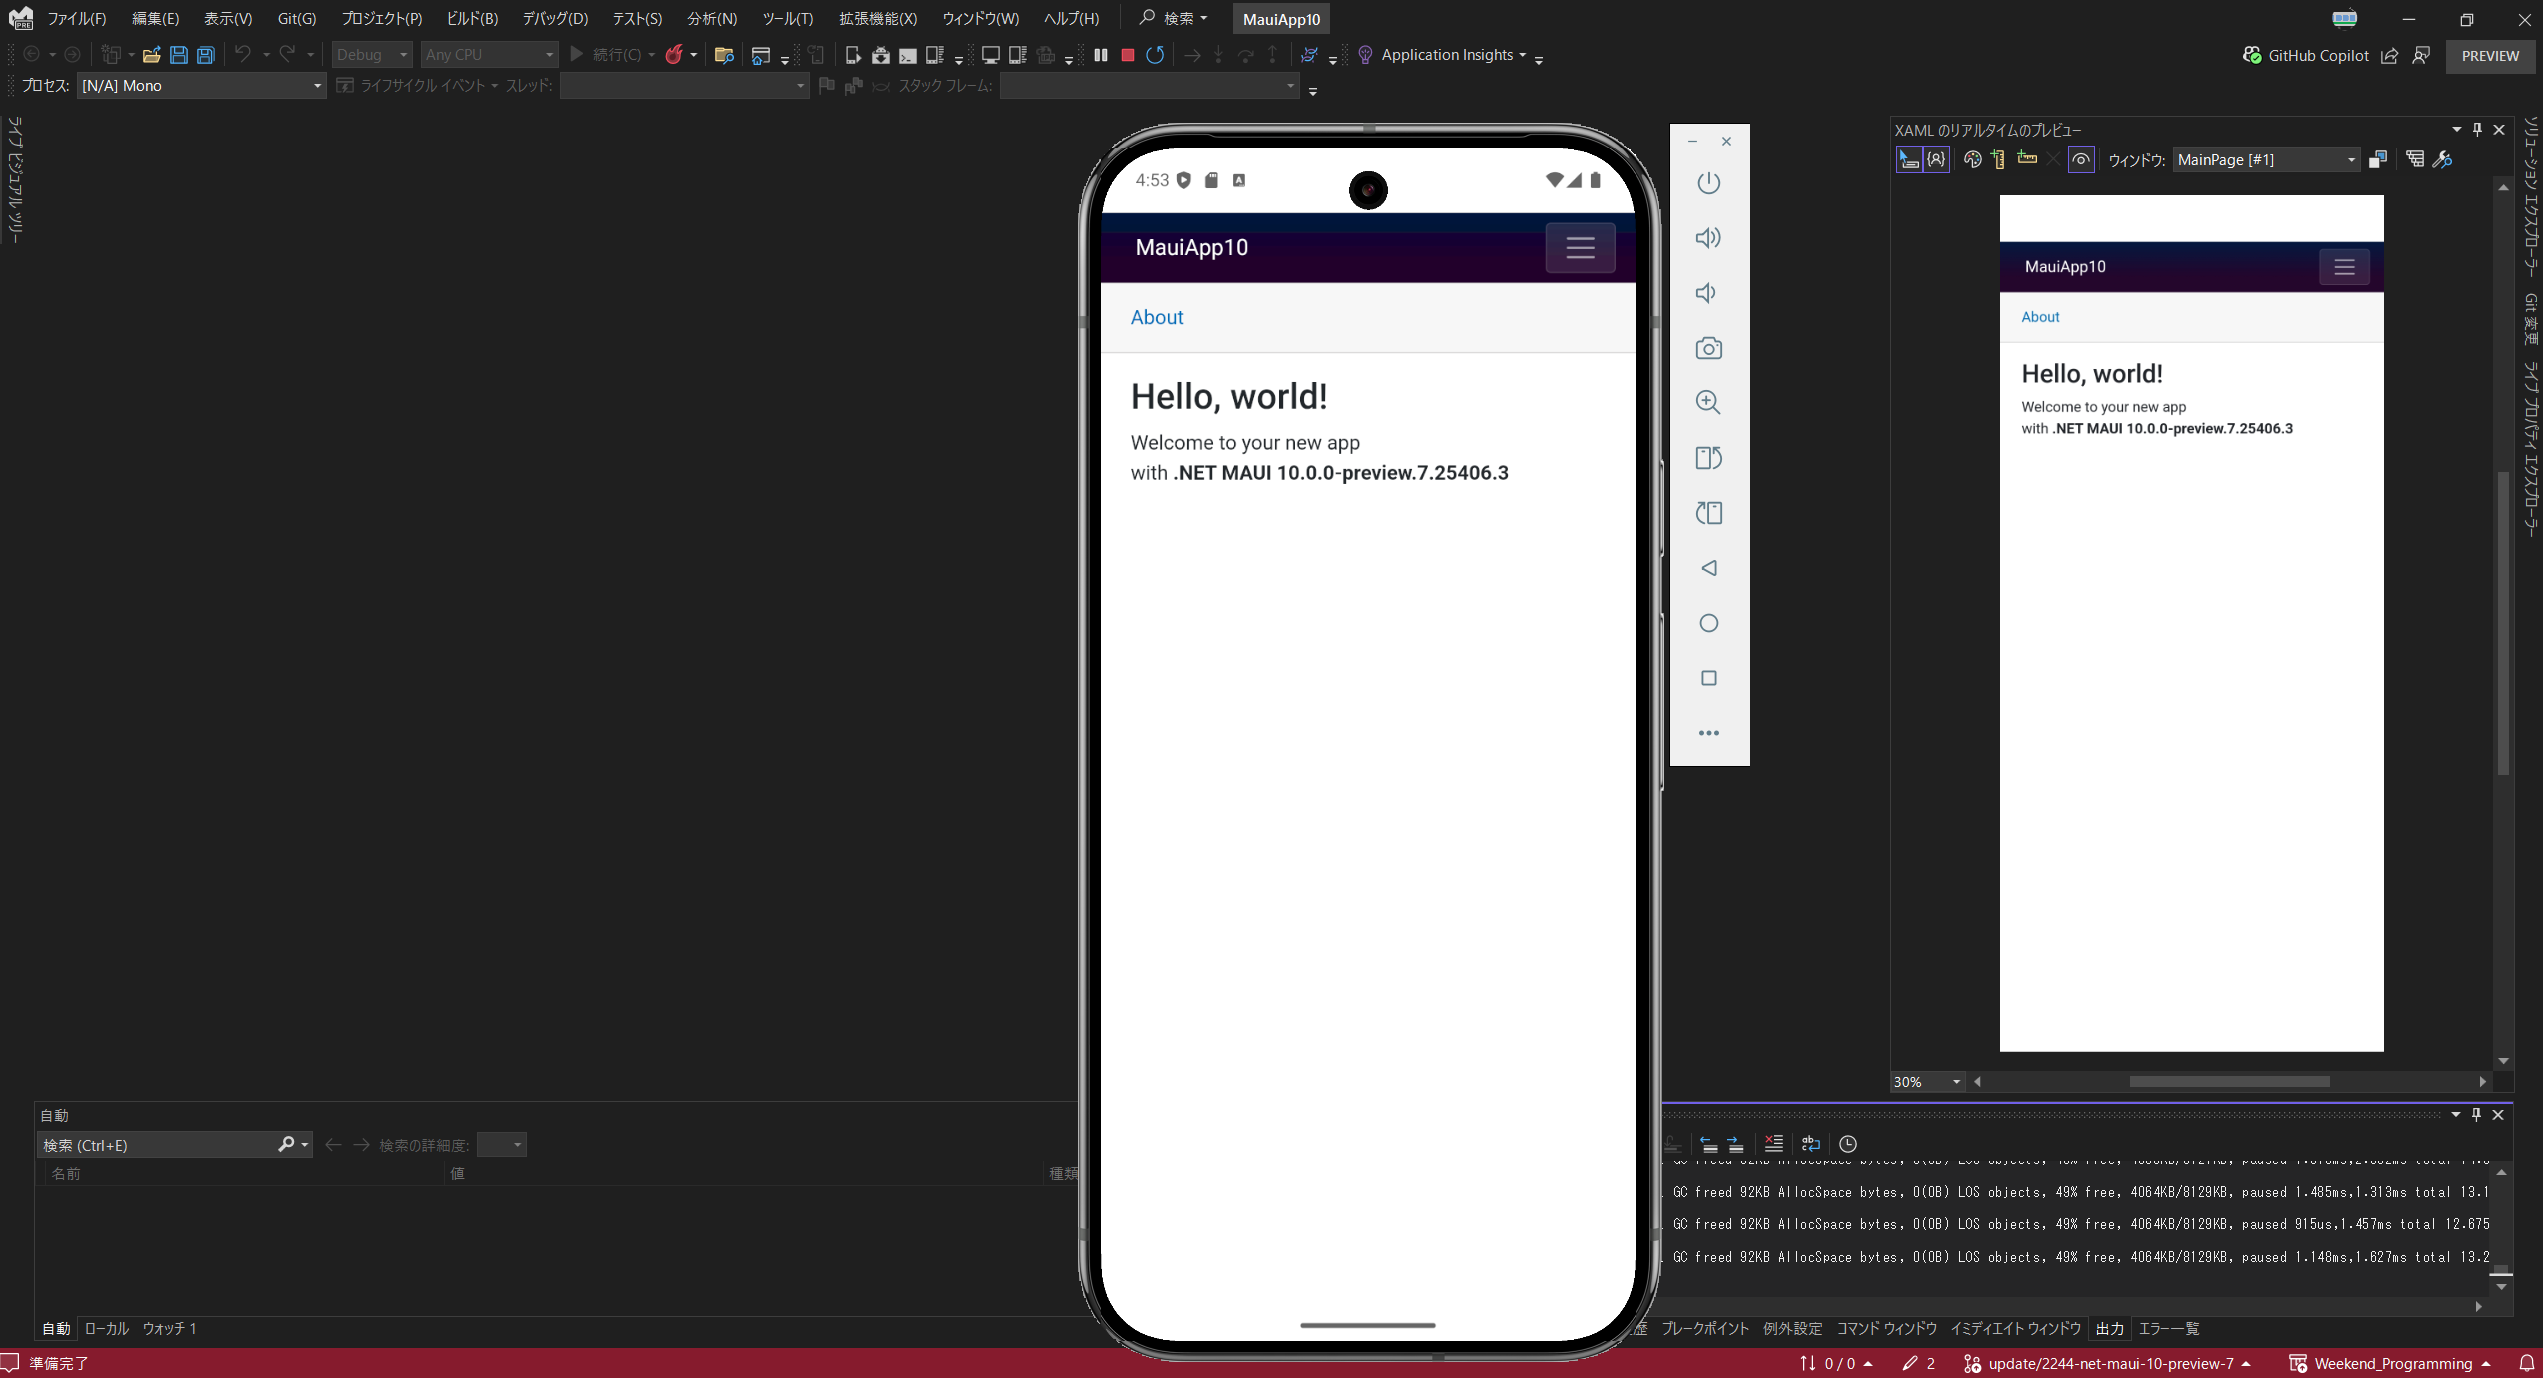 ファイル(F) 編集(E) 表示(V) Git(G) プロジェクト(P) ビルド(B) デバッグ(D) テスト(S) 分析(N) ツール(T) 拡張機能(X) ウィンドウ(W) ヘルプ(H) 検索 MauiApp10
PRE
Debug Any CPU 続行(C) Application Insights GitHub Copilot PREVIEW
プロセス: [N/A] Mono ライフサイクル イベント スレッド: スタック フレーム:
ライブ ビジュアル ツリー
4:53
MauiApp10
About
Hello, world!
Welcome to your new app
with .NET MAUI 10.0.0-preview.7.25406.3
XAML のリアルタイムのプレビュー
ウィンドウ: MainPage [#1]
MauiApp10
About
Hello, world!
Welcome to your new app
with .NET MAUI 10.0.0-preview.7.25406.3
30%
ソリューション エクスプローラー
Git 変更
ライブ プロパティ エクスプローラー
自動
検索 (Ctrl+E) 検索の詳細度:
名前 値 種類
GC freed 92KB AllocSpace bytes, 0(0B) LOS objects, 49% free, 4064KB/8129KB, paused 1.485ms,1.313ms total 13.1
GC freed 92KB AllocSpace bytes, 0(0B) LOS objects, 49% free, 4064KB/8129KB, paused 915us,1.457ms total 12.675
GC freed 92KB AllocSpace bytes, 0(0B) LOS objects, 49% free, 4064KB/8129KB, paused 1.148ms,1.627ms total 13.2
自動 ローカル ウォッチ 1
歴 ブレークポイント 例外設定 コマンド ウィンドウ イミディエイト ウィンドウ 出力 エラー一覧
準備完了 0 / 0 2 update/2244-net-maui-10-preview-7 Weekend_Programming